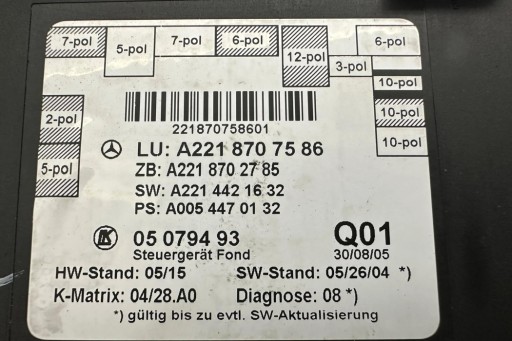 7-pol
5-pol
7-pol
6-pol
12-pol
3-pol
6-pol
10-pol
10-pol
10-pol
2-pol
5-pol
221870758601
LU: A221 870 75 86
ZB: A221 870 27 85
SW: A221 442 16 32
PS: A005 447 01 32
05 0794 93
Q01
Steuergerät Fond
30/08/05
HW-Stand: 05/15 SW-Stand: 05/26/04 *)
K-Matrix: 04/28.A0 Diagnose: 08 *)
*) gültig bis zu evtl. SW-Aktualisierung